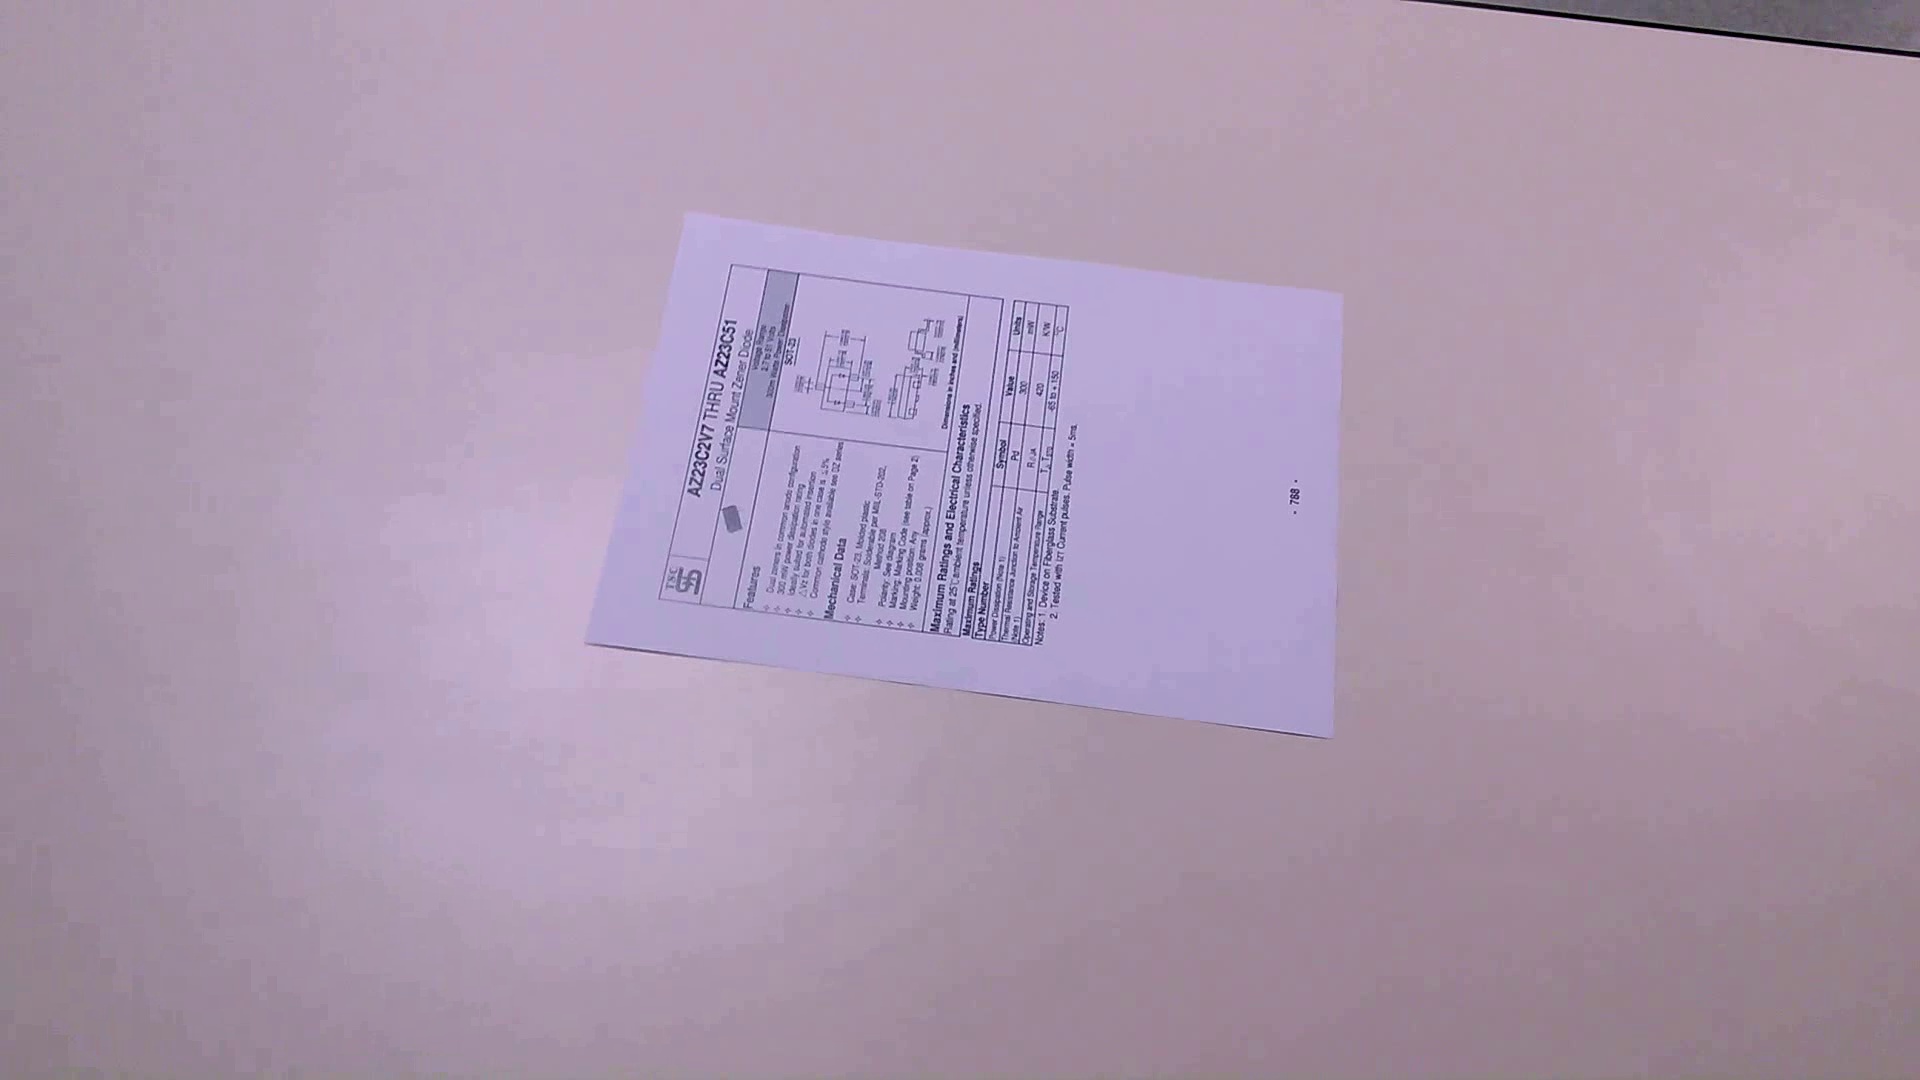 TSC
AZ23C2V7 THRU AZ23C51
Dual Surface Mount Zener Diode
Voltage Range
2.7 to 51 Volts
300m Watts Power Dissipation
SOT-23
Features
Dual zeners in common anode configuration
300 mW power dissipation rating
Ideally suited for automated insertion
△Vz for both diodes in one case is ≤5%
Common cathode style available see DZ series
Mechanical Data
Case: SOT-23, Molded plastic
Terminals: Solderable per MIL-STD-202,
Method 208
Polarity: See diagram
Marking: Marking Code (see table on Page 2)
Mounting position: Any
Weight: 0.008 grams (approx.)
Dimensions in inches and (millimeters)
Maximum Ratings and Electrical Characteristics
Rating at 25℃ ambient temperature unless otherwise specified.
Maximum Ratings
Type Number Symbol Value Units
Power Dissipation (Note 1) Pd 300 mW
Thermal Resistance Junction to Ambient Air
(Note 1) RθJA 420 K/W
Operating and Storage Temperature Range TJ, TSTG -65 to + 150 ℃
Notes: 1. Device on Fiberglass Substrate.
2. Tested with IZT Current pulses. Pulse width = 5ms.
- 788 -